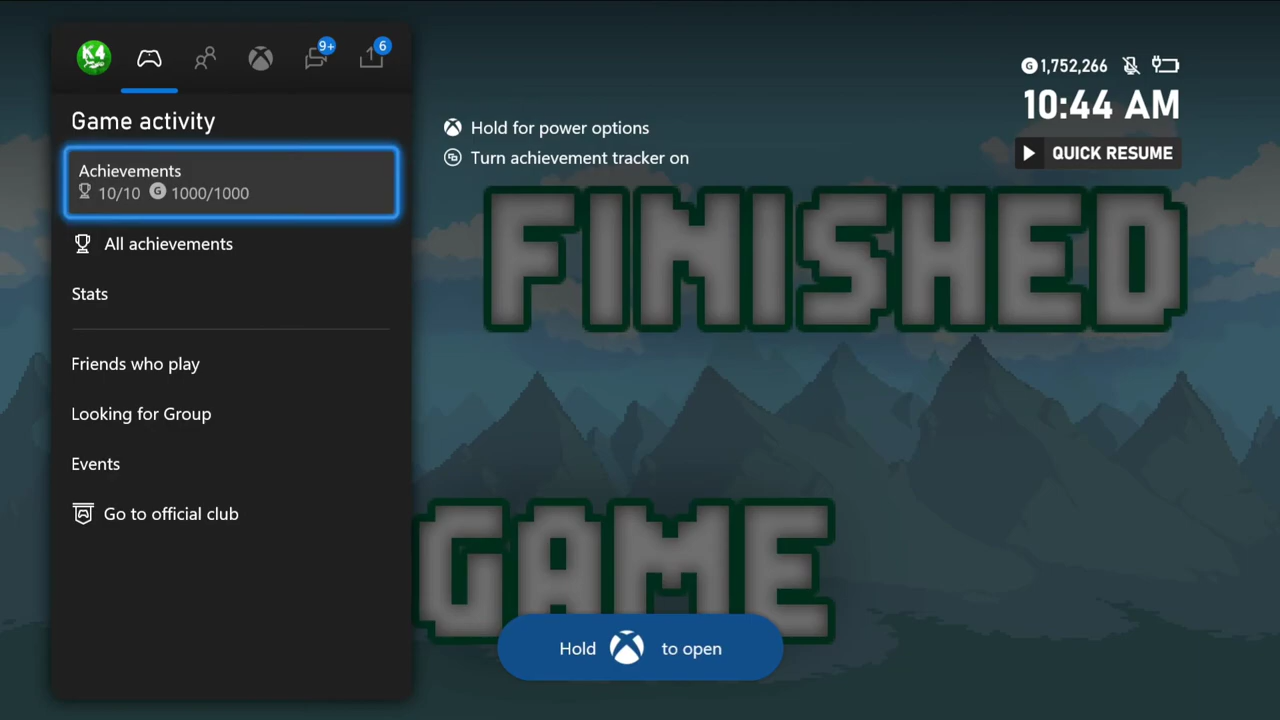 K4
9+
6
Game activity
Achievements
10/10 G 1000/1000
All achievements
Stats
Friends who play
Looking for Group
Events
Go to official club
Hold for power options
Turn achievement tracker on
G 1,752,266
10:44 AM
QUICK RESUME
FINISHED
GAME
Hold to open